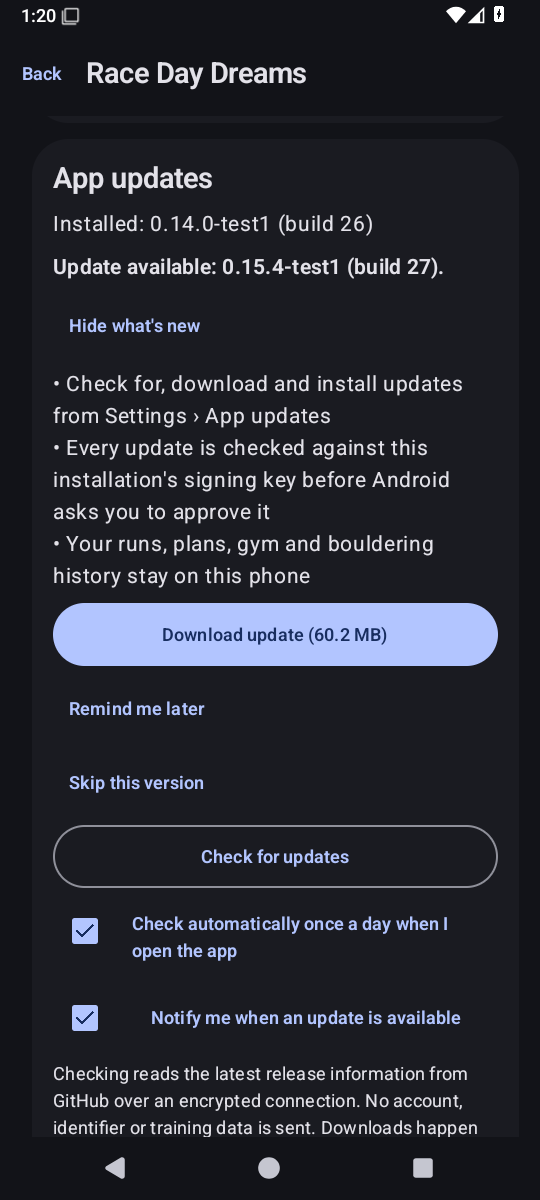 1:20
Back
Race Day Dreams
App updates
Installed: 0.14.0-test1 (build 26)
Update available: 0.15.4-test1 (build 27).
Hide what's new
• Check for, download and install updates
from Settings › App updates
• Every update is checked against this
installation's signing key before Android
asks you to approve it
• Your runs, plans, gym and bouldering
history stay on this phone
Download update (60.2 MB)
Remind me later
Skip this version
Check for updates
Check automatically once a day when I
open the app
Notify me when an update is available
Checking reads the latest release information from
GitHub over an encrypted connection. No account,
identifier or training data is sent. Downloads happen